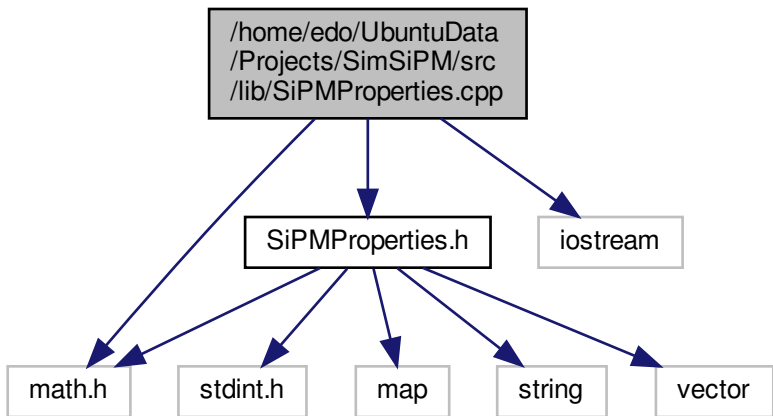 /home/edo/UbuntuData
/Projects/SimSiPM/src
/lib/SiPMProperties.cpp
SiPMProperties.h
iostream
math.h
stdint.h
map
string
vector